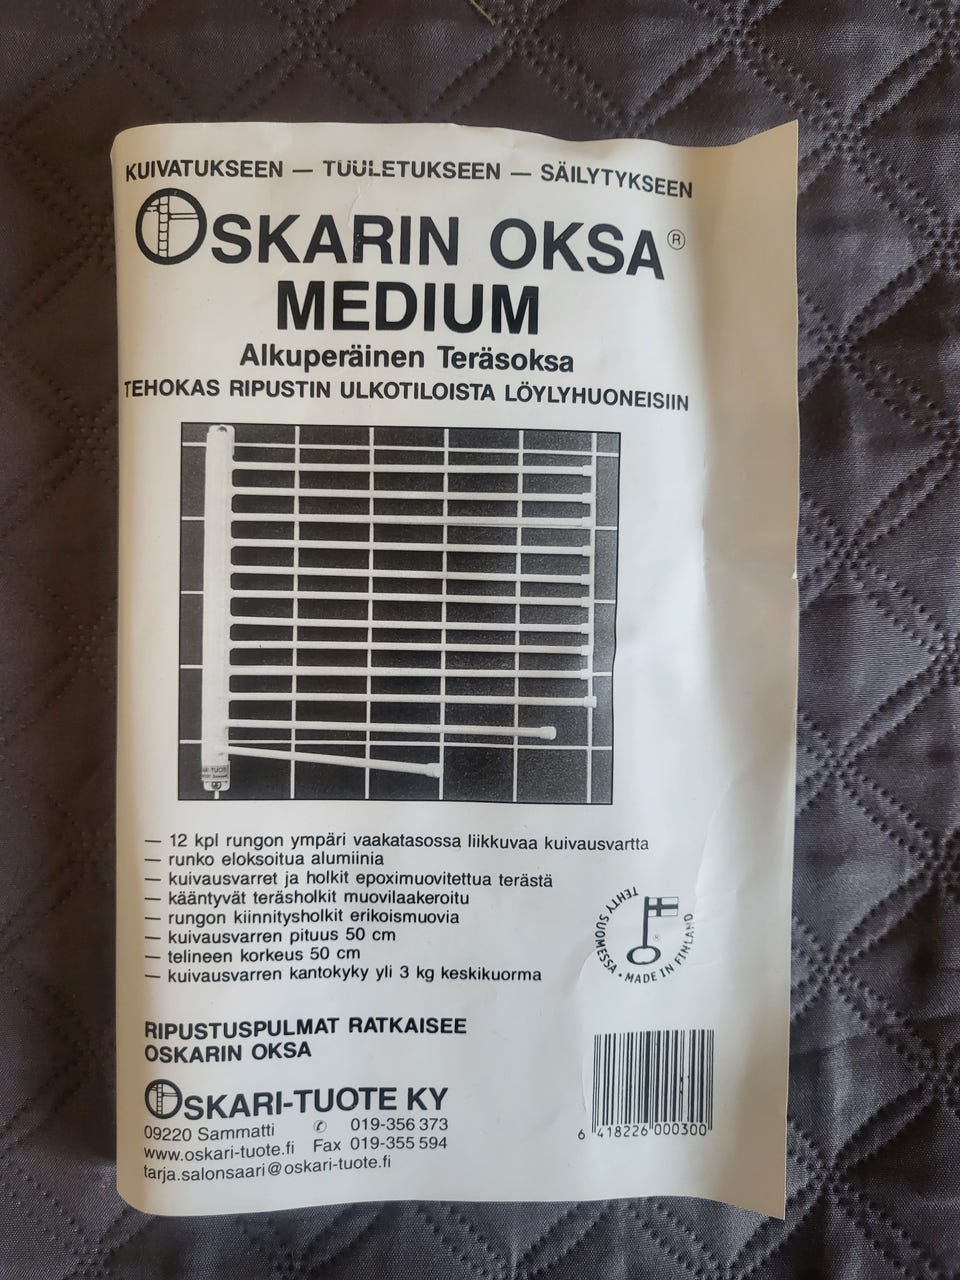 KUIVATUKSEEN — TUULETUKSEEN — SÄILYTYKSEEN
OSKARIN OKSA®
MEDIUM
Alkuperäinen Teräsoksa
TEHOKAS RIPUSTIN ULKOTILOISTA LÖYLYHUONEISIIN
— 12 kpl rungon ympäri vaakatasossa liikkuvaa kuivausvartta
— runko eloksoitua alumiinia
— kuivausvarret ja holkit epoximuovitettua terästä
— kääntyvät teräsholkit muovilaakeroitu
— rungon kiinnitysholkit erikoismuovia
— kuivausvarren pituus 50 cm
— telineen korkeus 50 cm
— kuivausvarren kantokyky yli 3 kg keskikuorma
TEHTY SUOMESSA • MADE IN FINLAND
RIPUSTUSPULMAT RATKAISEE
OSKARIN OKSA
OSKARI-TUOTE KY
09220 Sammatti ✆ 019-356 373
www.oskari-tuote.fi Fax 019-355 594
tarja.salonsaari@oskari-tuote.fi
6 418226 000300